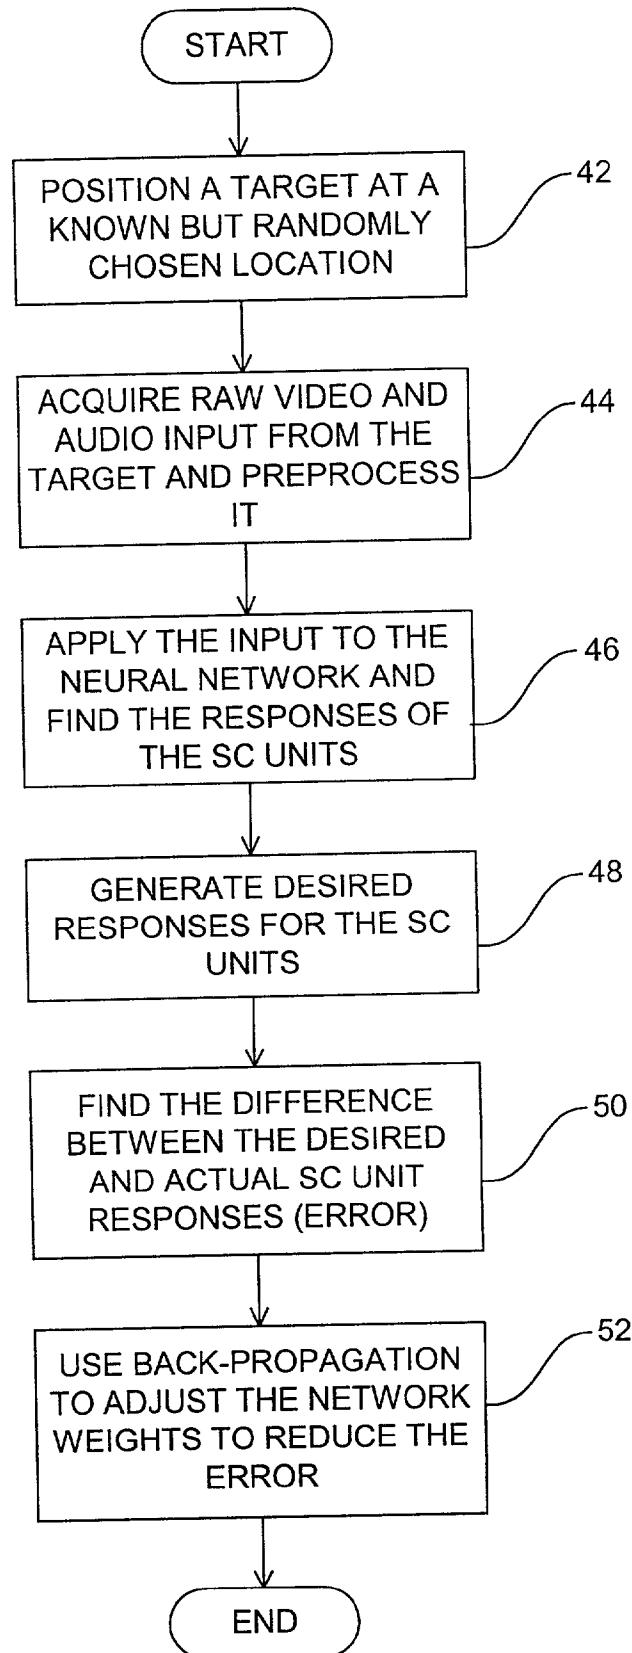 START
POSITION A TARGET AT A
KNOWN BUT RANDOMLY
CHOSEN LOCATION
42
ACQUIRE RAW VIDEO AND
AUDIO INPUT FROM THE
TARGET AND PREPROCESS
IT
44
APPLY THE INPUT TO THE
NEURAL NETWORK AND
FIND THE RESPONSES OF
THE SC UNITS
46
GENERATE DESIRED
RESPONSES FOR THE SC
UNITS
48
FIND THE DIFFERENCE
BETWEEN THE DESIRED
AND ACTUAL SC UNIT
RESPONSES (ERROR)
50
USE BACK-PROPAGATION
TO ADJUST THE NETWORK
WEIGHTS TO REDUCE THE
ERROR
52
END